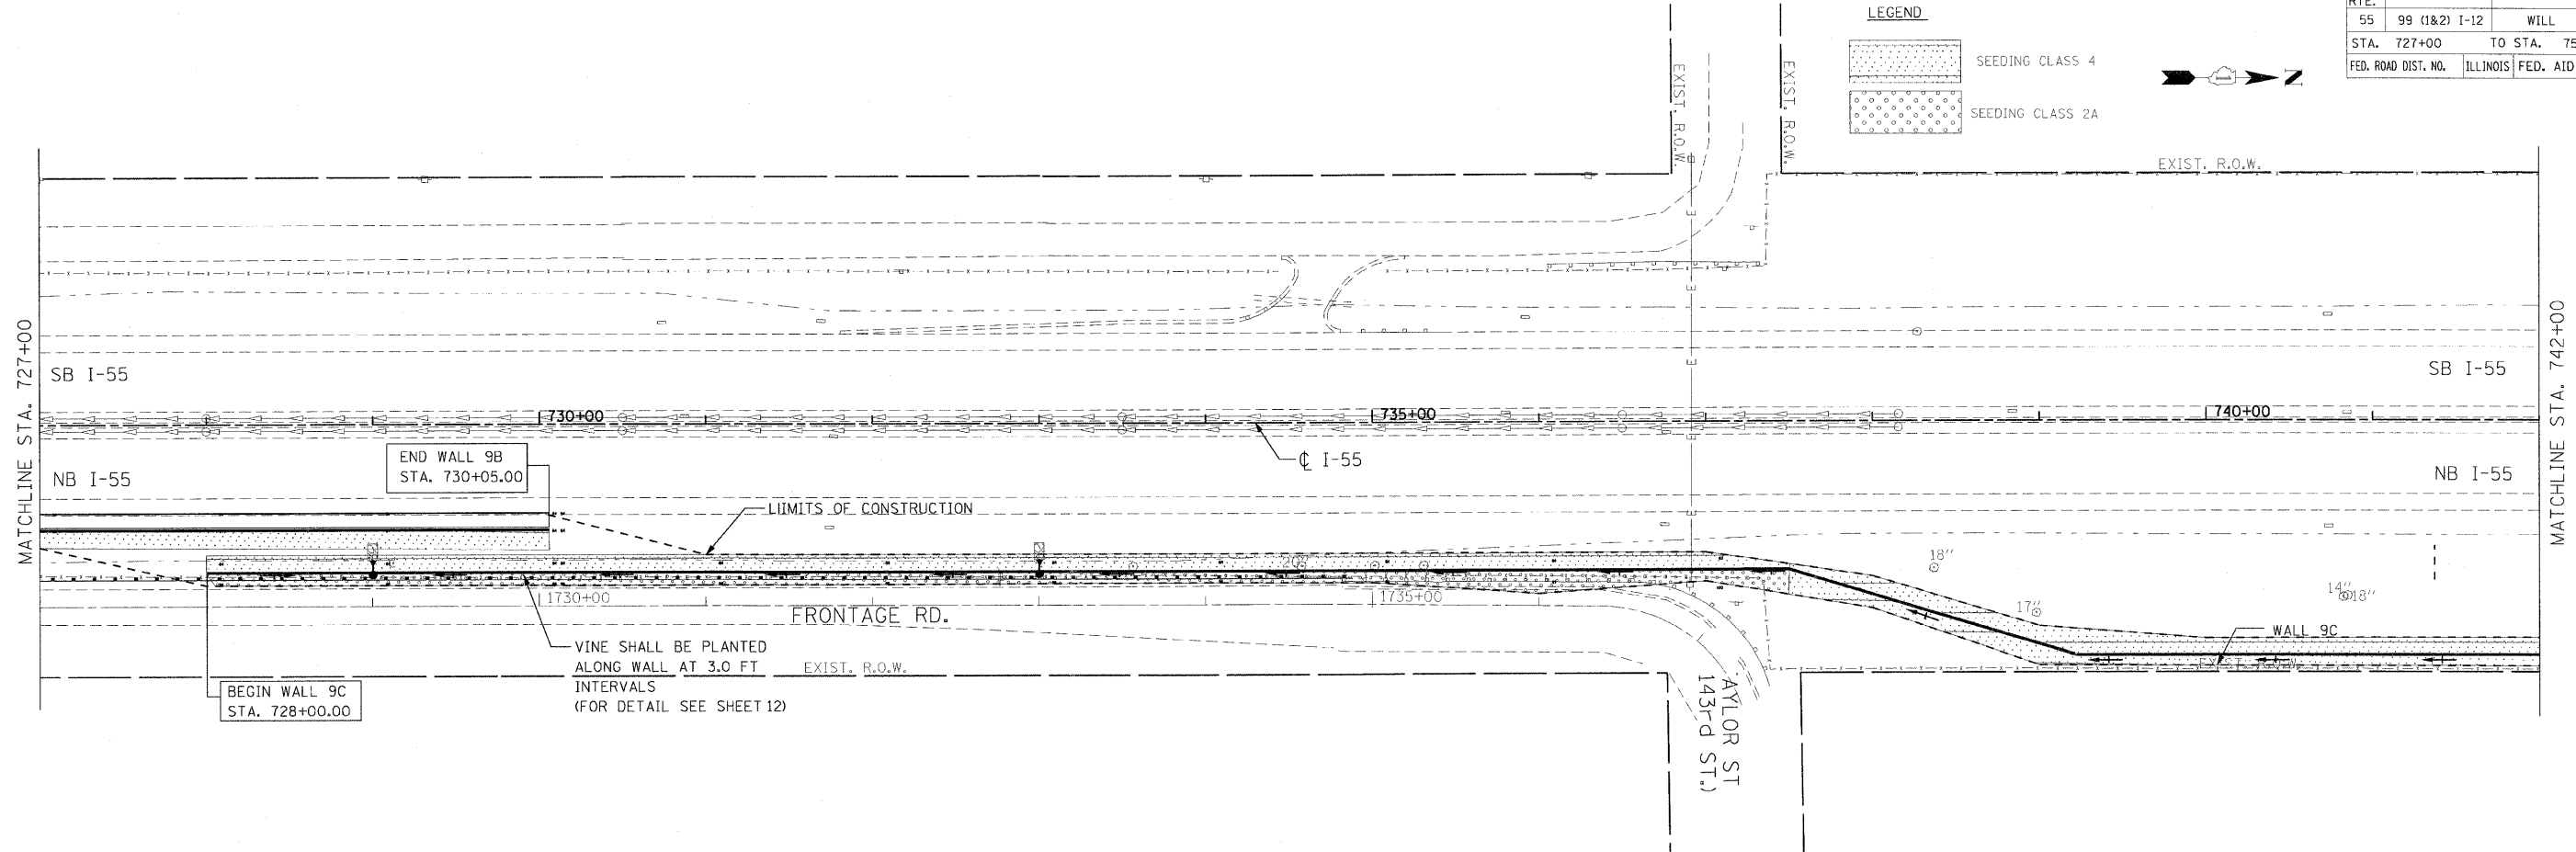 LEGEND
SEEDING CLASS 4
SEEDING CLASS 2A
N
RTE.
55 99 (1&2) I-12 WILL
STA. 727+00 TO STA. 75
FED. ROAD DIST. NO. ILLINOIS FED. AID
EXIST. R.O.W.
EXIST. R.O.W.
EXIST. R.O.W.
MATCHLINE STA. 727+00
MATCHLINE STA. 742+00
SB I-55
SB I-55
730+00
735+00
740+00
END WALL 9B
STA. 730+05.00
℄ I-55
NB I-55
NB I-55
LIIMITS OF CONSTRUCTION
18"
17"
14"
18"
1730+00
1735+00
FRONTAGE RD.
WALL 9C
VINE SHALL BE PLANTED
ALONG WALL AT 3.0 FT
INTERVALS
(FOR DETAIL SEE SHEET 12)
EXIST. R.O.W.
EXIST. R.O.W.
BEGIN WALL 9C
STA. 728+00.00
AYLOR ST
143rd ST.)